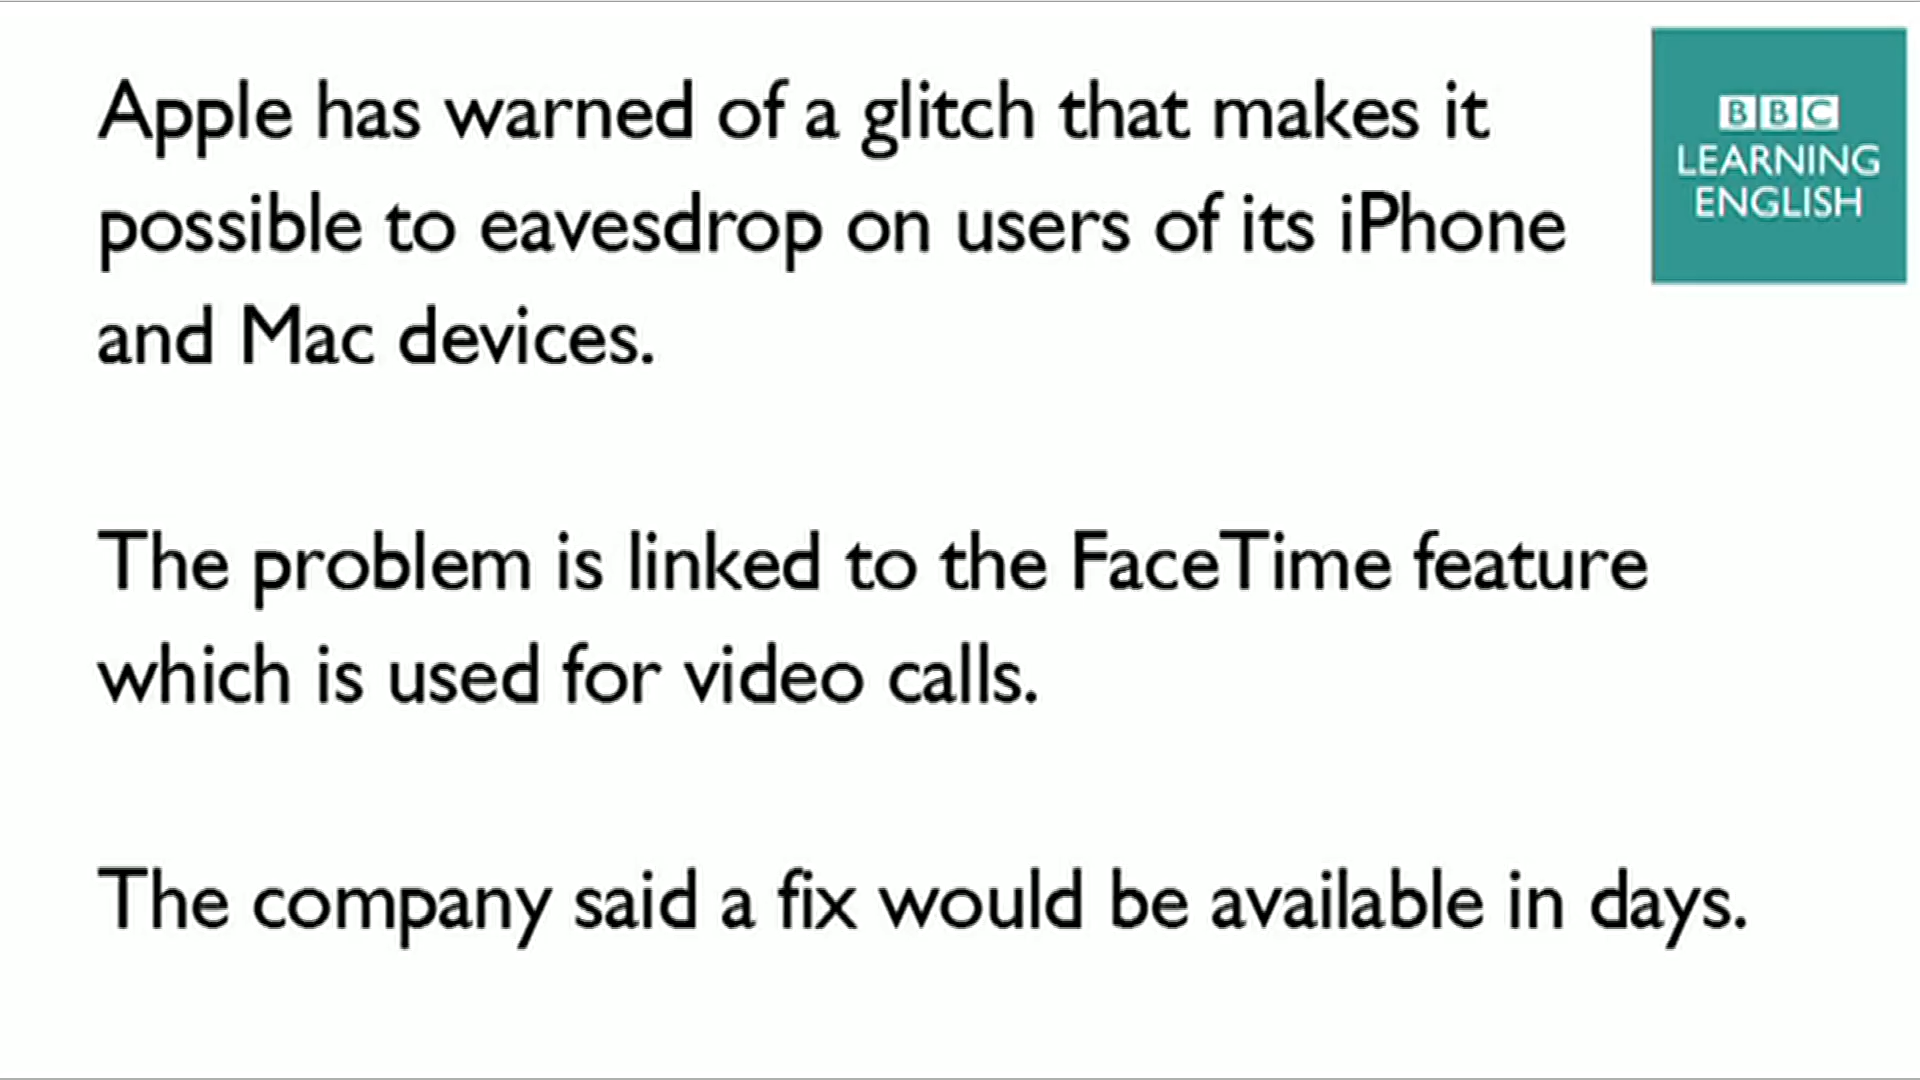 Apple has warned of a glitch that makes it
possible to eavesdrop on users of its iPhone
and Mac devices.
The problem is linked to the FaceTime feature
which is used for video calls.
The company said a fix would be available in days.
BBC
LEARNING
ENGLISH